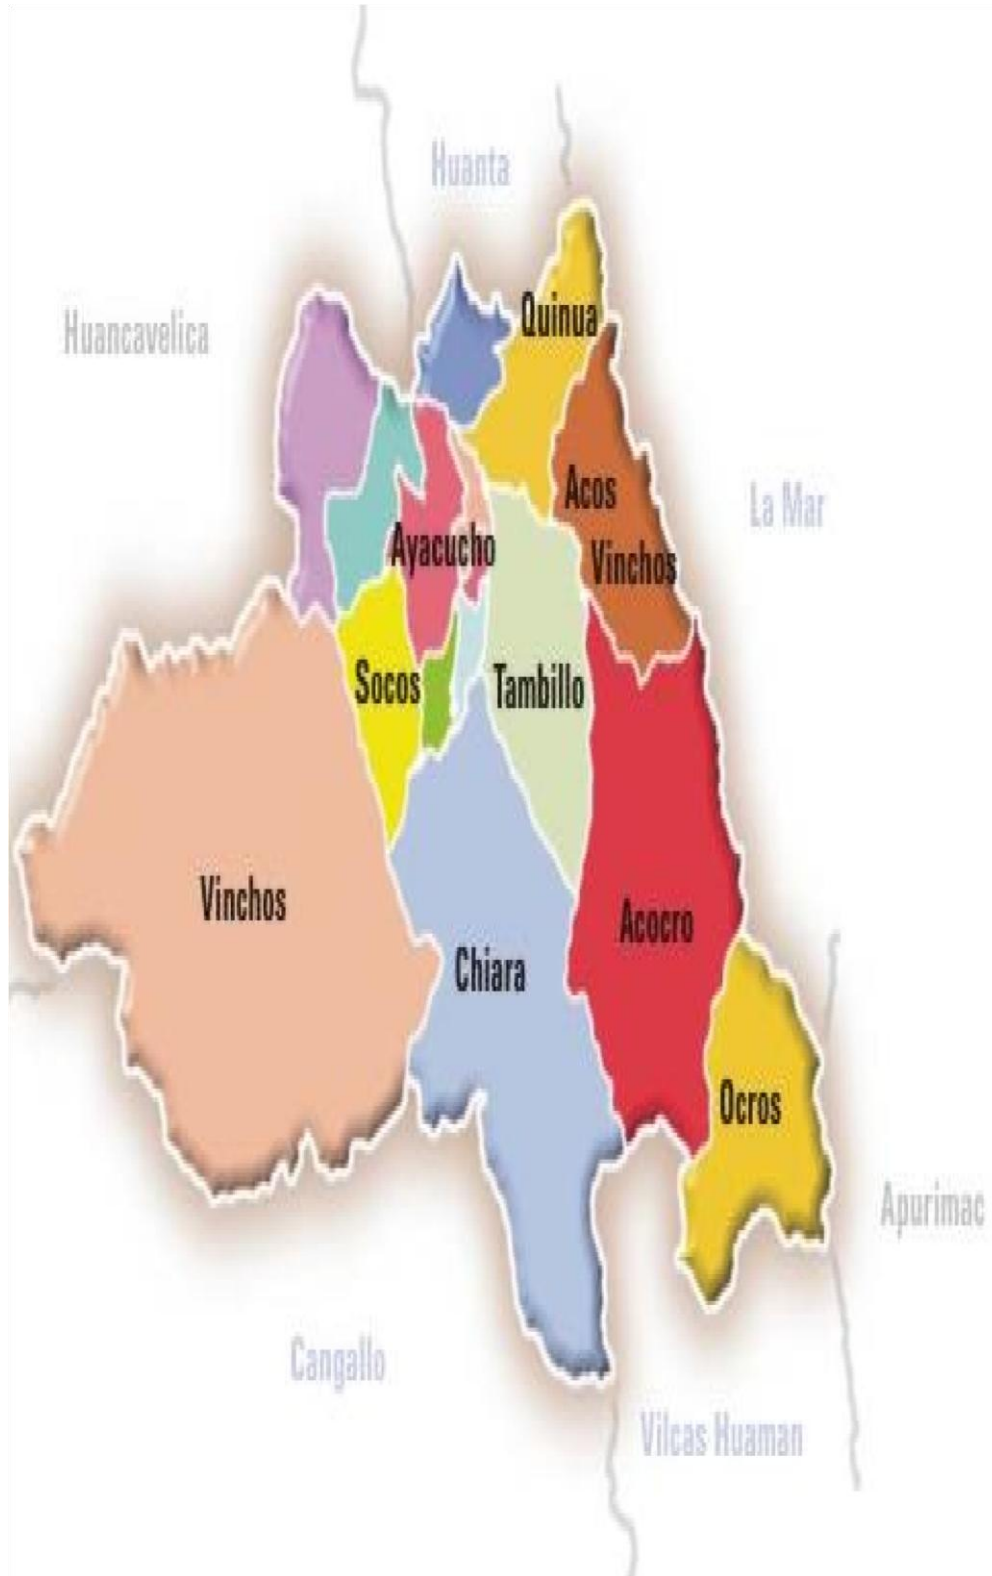 Huanta
Quinua
Huancavelica
Acos
Vinchos
La Mar
Ayacucho
Socos
Tambillo
Vinchos
Acocro
Chiara
Ocros
Apurimac
Cangallo
Vilcas Huaman